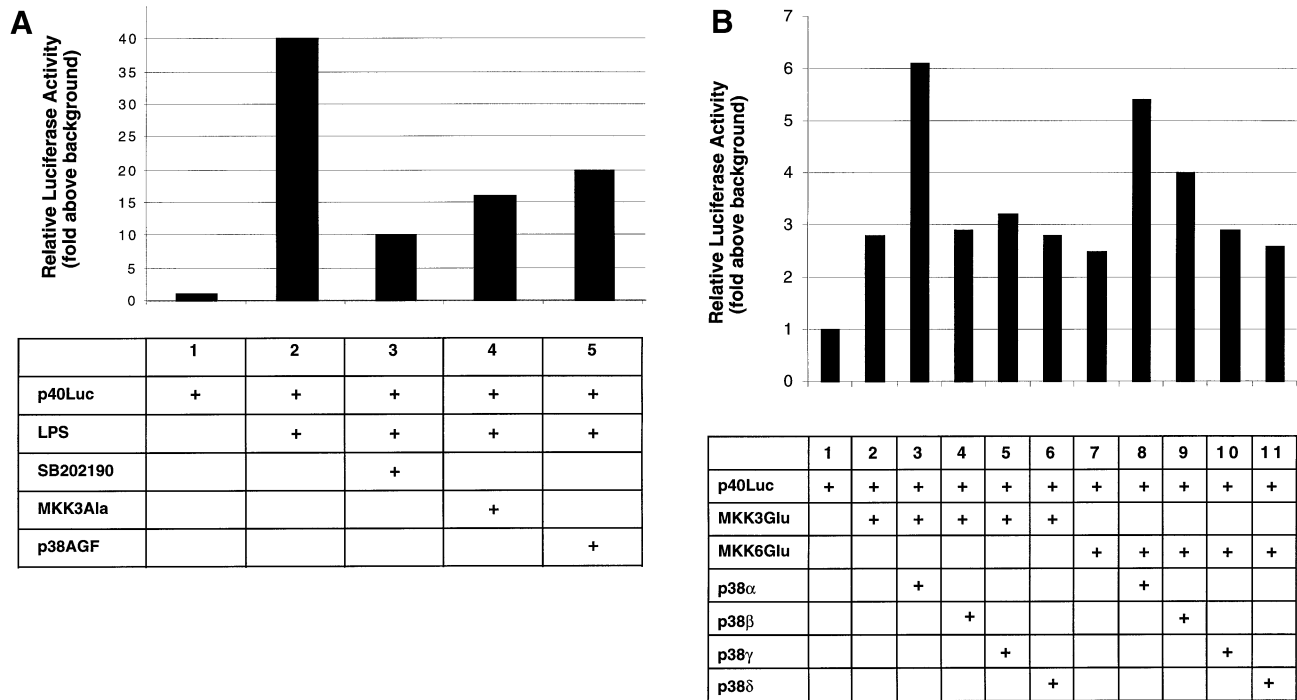 A
Relative Luciferase Activity
(fold above background)
40
35
30
25
20
15
10
5
0
1 2 3 4 5
p40Luc + + + + +
LPS + + + +
SB202190 +
MKK3Ala +
p38AGF +
B
Relative Luciferase Activity
(fold above background)
7
6
5
4
3
2
1
0
1 2 3 4 5 6 7 8 9 10 11
p40Luc + + + + + + + + + + +
MKK3Glu + + + + +
MKK6Glu + + + + +
p38α + +
p38β + +
p38γ + +
p38δ + +